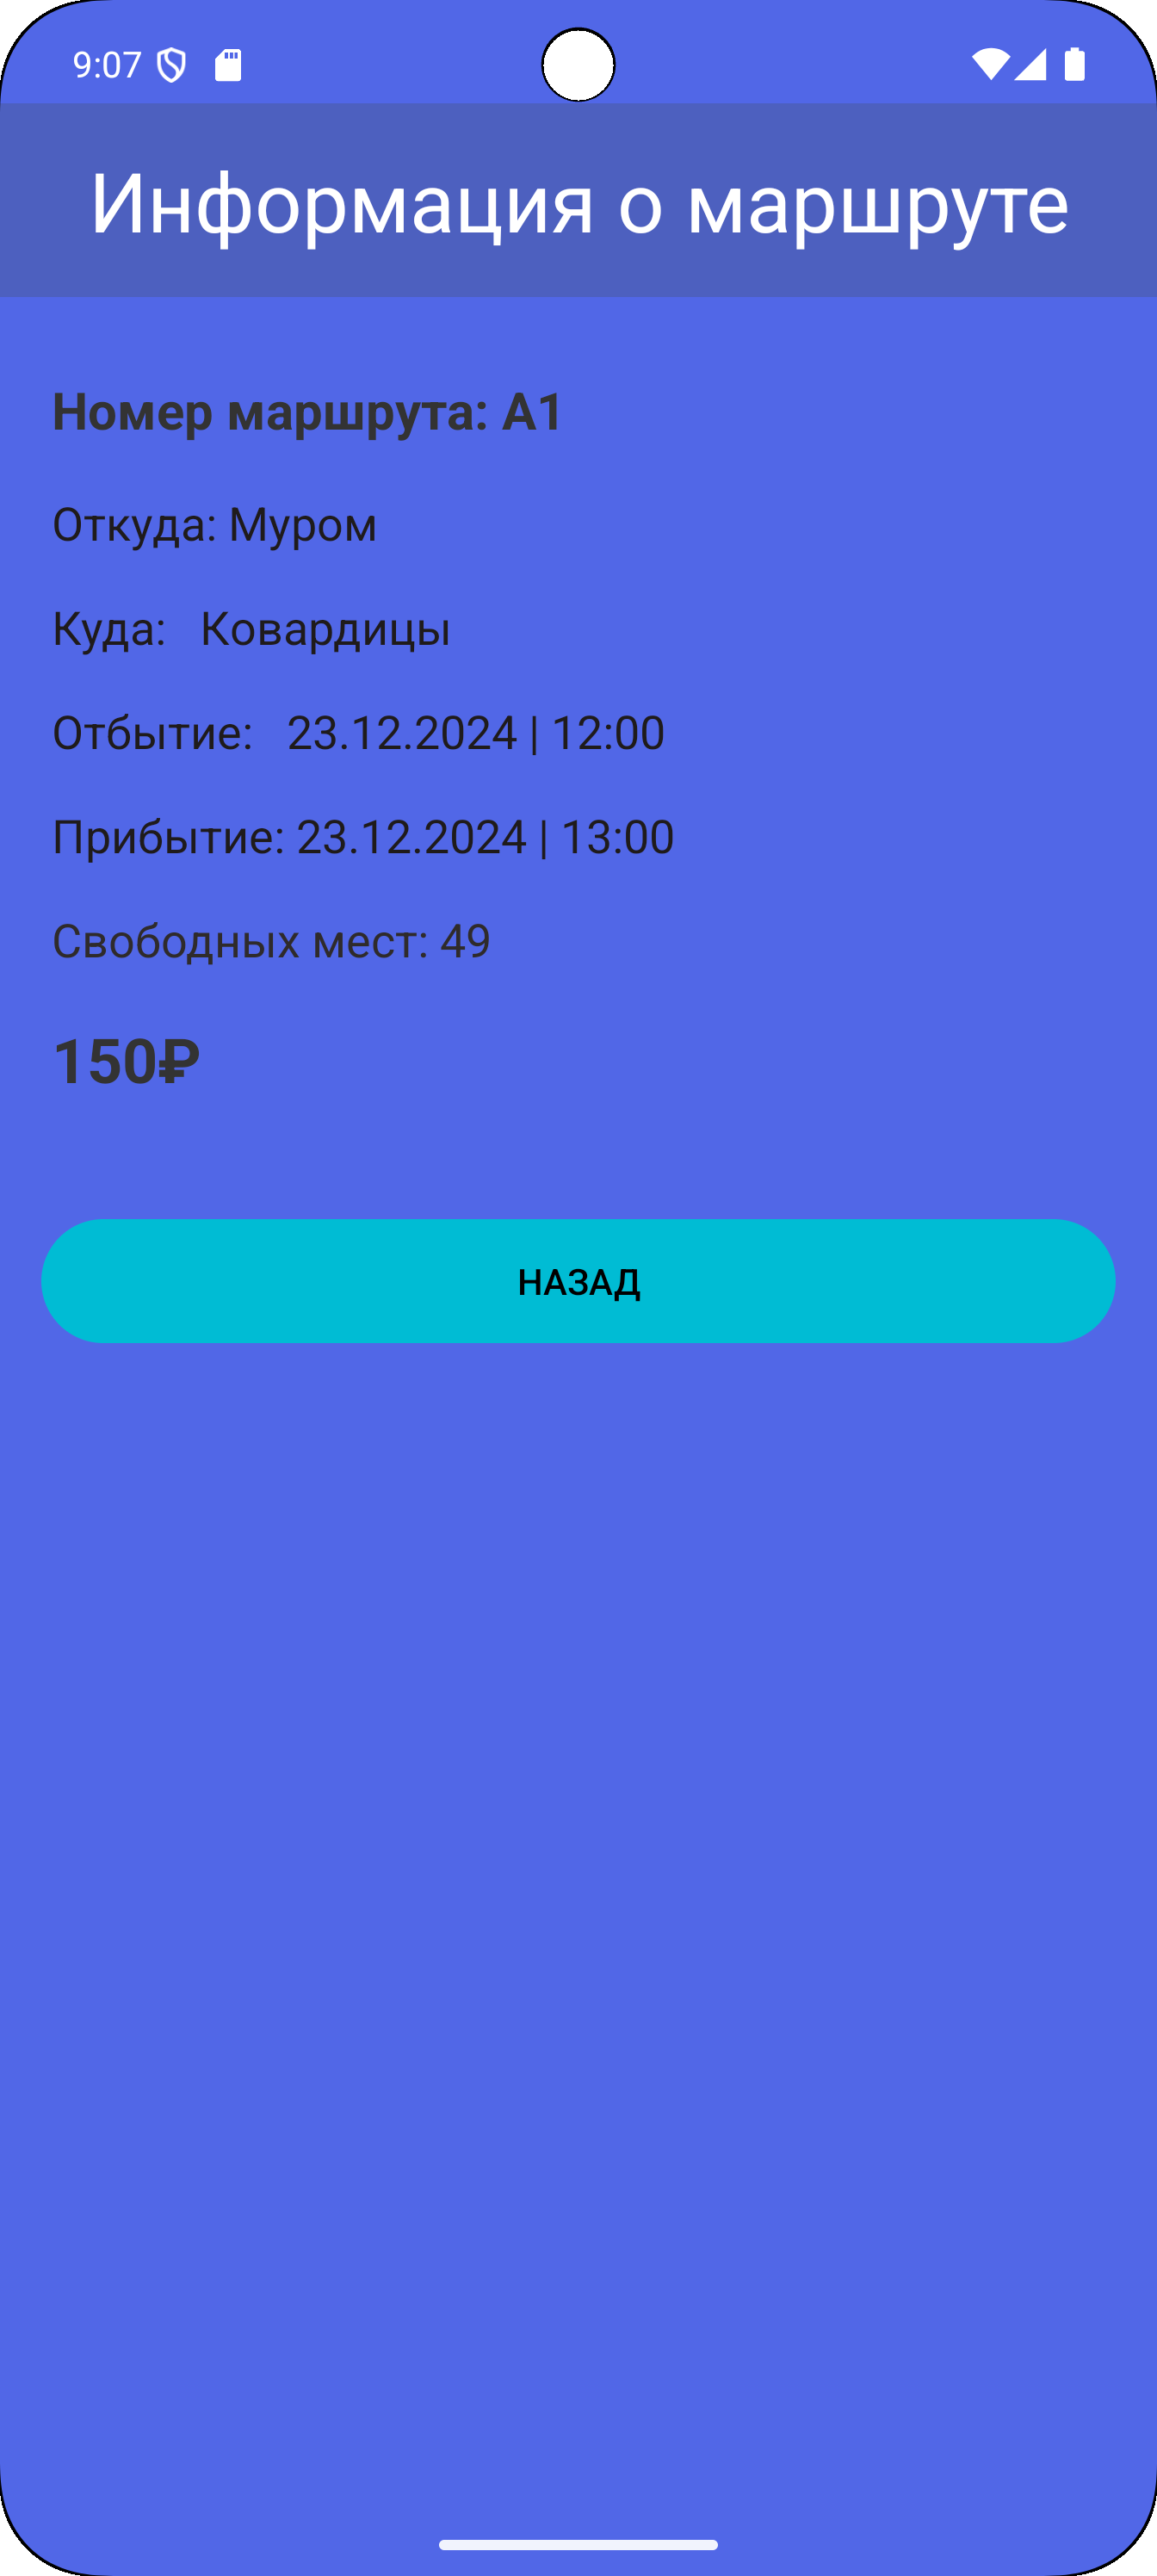 9:07
Информация о маршруте
Номер маршрута: A1
Откуда: Муром
Куда:   Ковардицы
Отбытие:   23.12.2024 | 12:00
Прибытие: 23.12.2024 | 13:00
Свободных мест: 49
150₽
НАЗАД